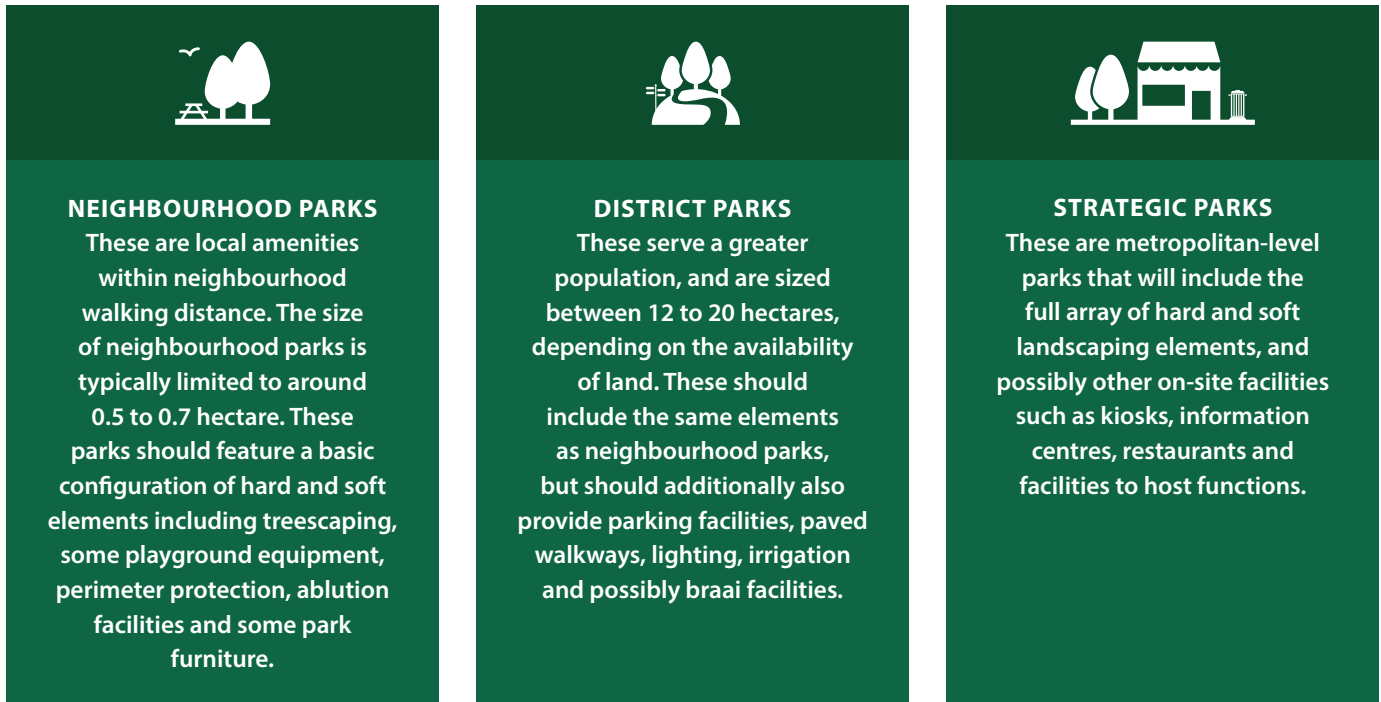 NEIGHBOURHOOD PARKS
These are local amenities
within neighbourhood
walking distance. The size
of neighbourhood parks is
typically limited to around
0.5 to 0.7 hectare. These
parks should feature a basic
configuration of hard and soft
elements including treescaping,
some playground equipment,
perimeter protection, ablution
facilities and some park
furniture.
DISTRICT PARKS
These serve a greater
population, and are sized
between 12 to 20 hectares,
depending on the availability
of land. These should
include the same elements
as neighbourhood parks,
but should additionally also
provide parking facilities, paved
walkways, lighting, irrigation
and possibly braai facilities.
STRATEGIC PARKS
These are metropolitan-level
parks that will include the
full array of hard and soft
landscaping elements, and
possibly other on-site facilities
such as kiosks, information
centres, restaurants and
facilities to host functions.